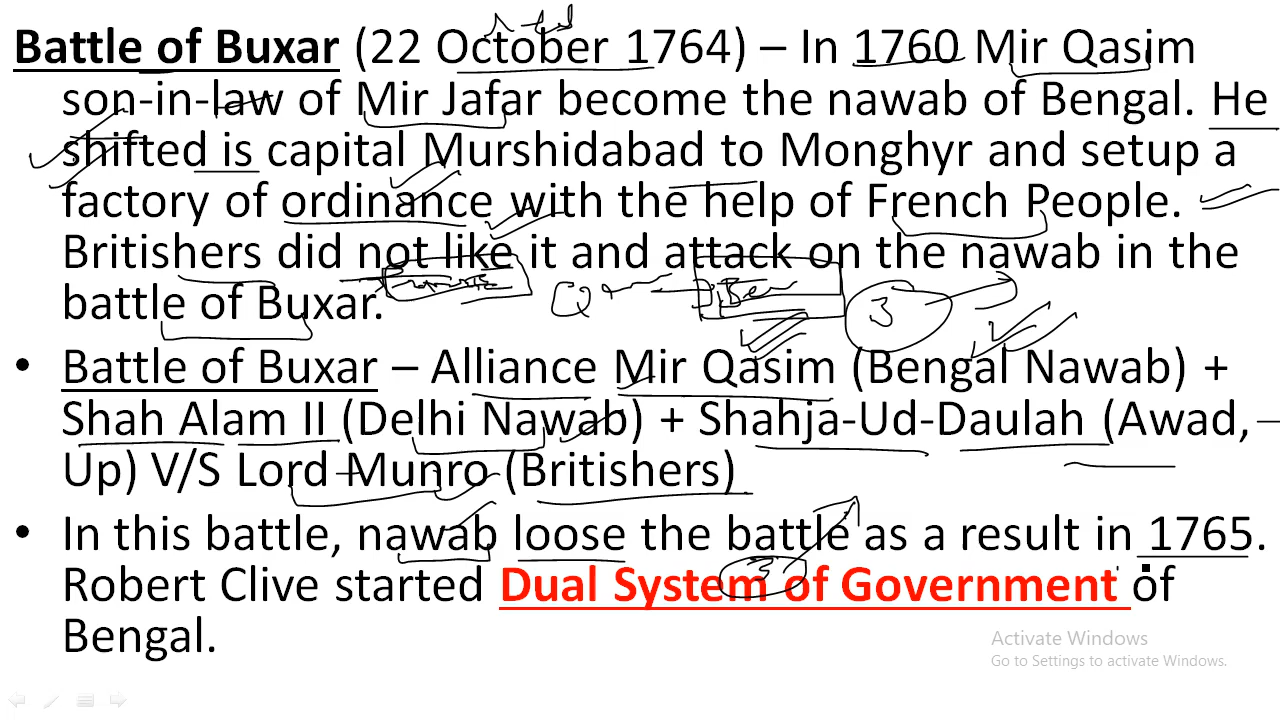 Battle of Buxar (22 October 1764) – In 1760 Mir Qasim
son-in-law of Mir Jafar become the nawab of Bengal. He
shifted is capital Murshidabad to Monghyr and setup a
factory of ordinance with the help of French People.
Britishers did not like it and attack on the nawab in the
battle of Buxar.
3
• Battle of Buxar – Alliance Mir Qasim (Bengal Nawab) +
Shah Alam II (Delhi Nawab) + Shahja-Ud-Daulah (Awad,
Up) V/S Lord Munro (Britishers)
• In this battle, nawab loose the battle as a result in 1765.
3
Robert Clive started Dual System of Government of
Bengal.
Activate Windows
Go to Settings to activate Windows.